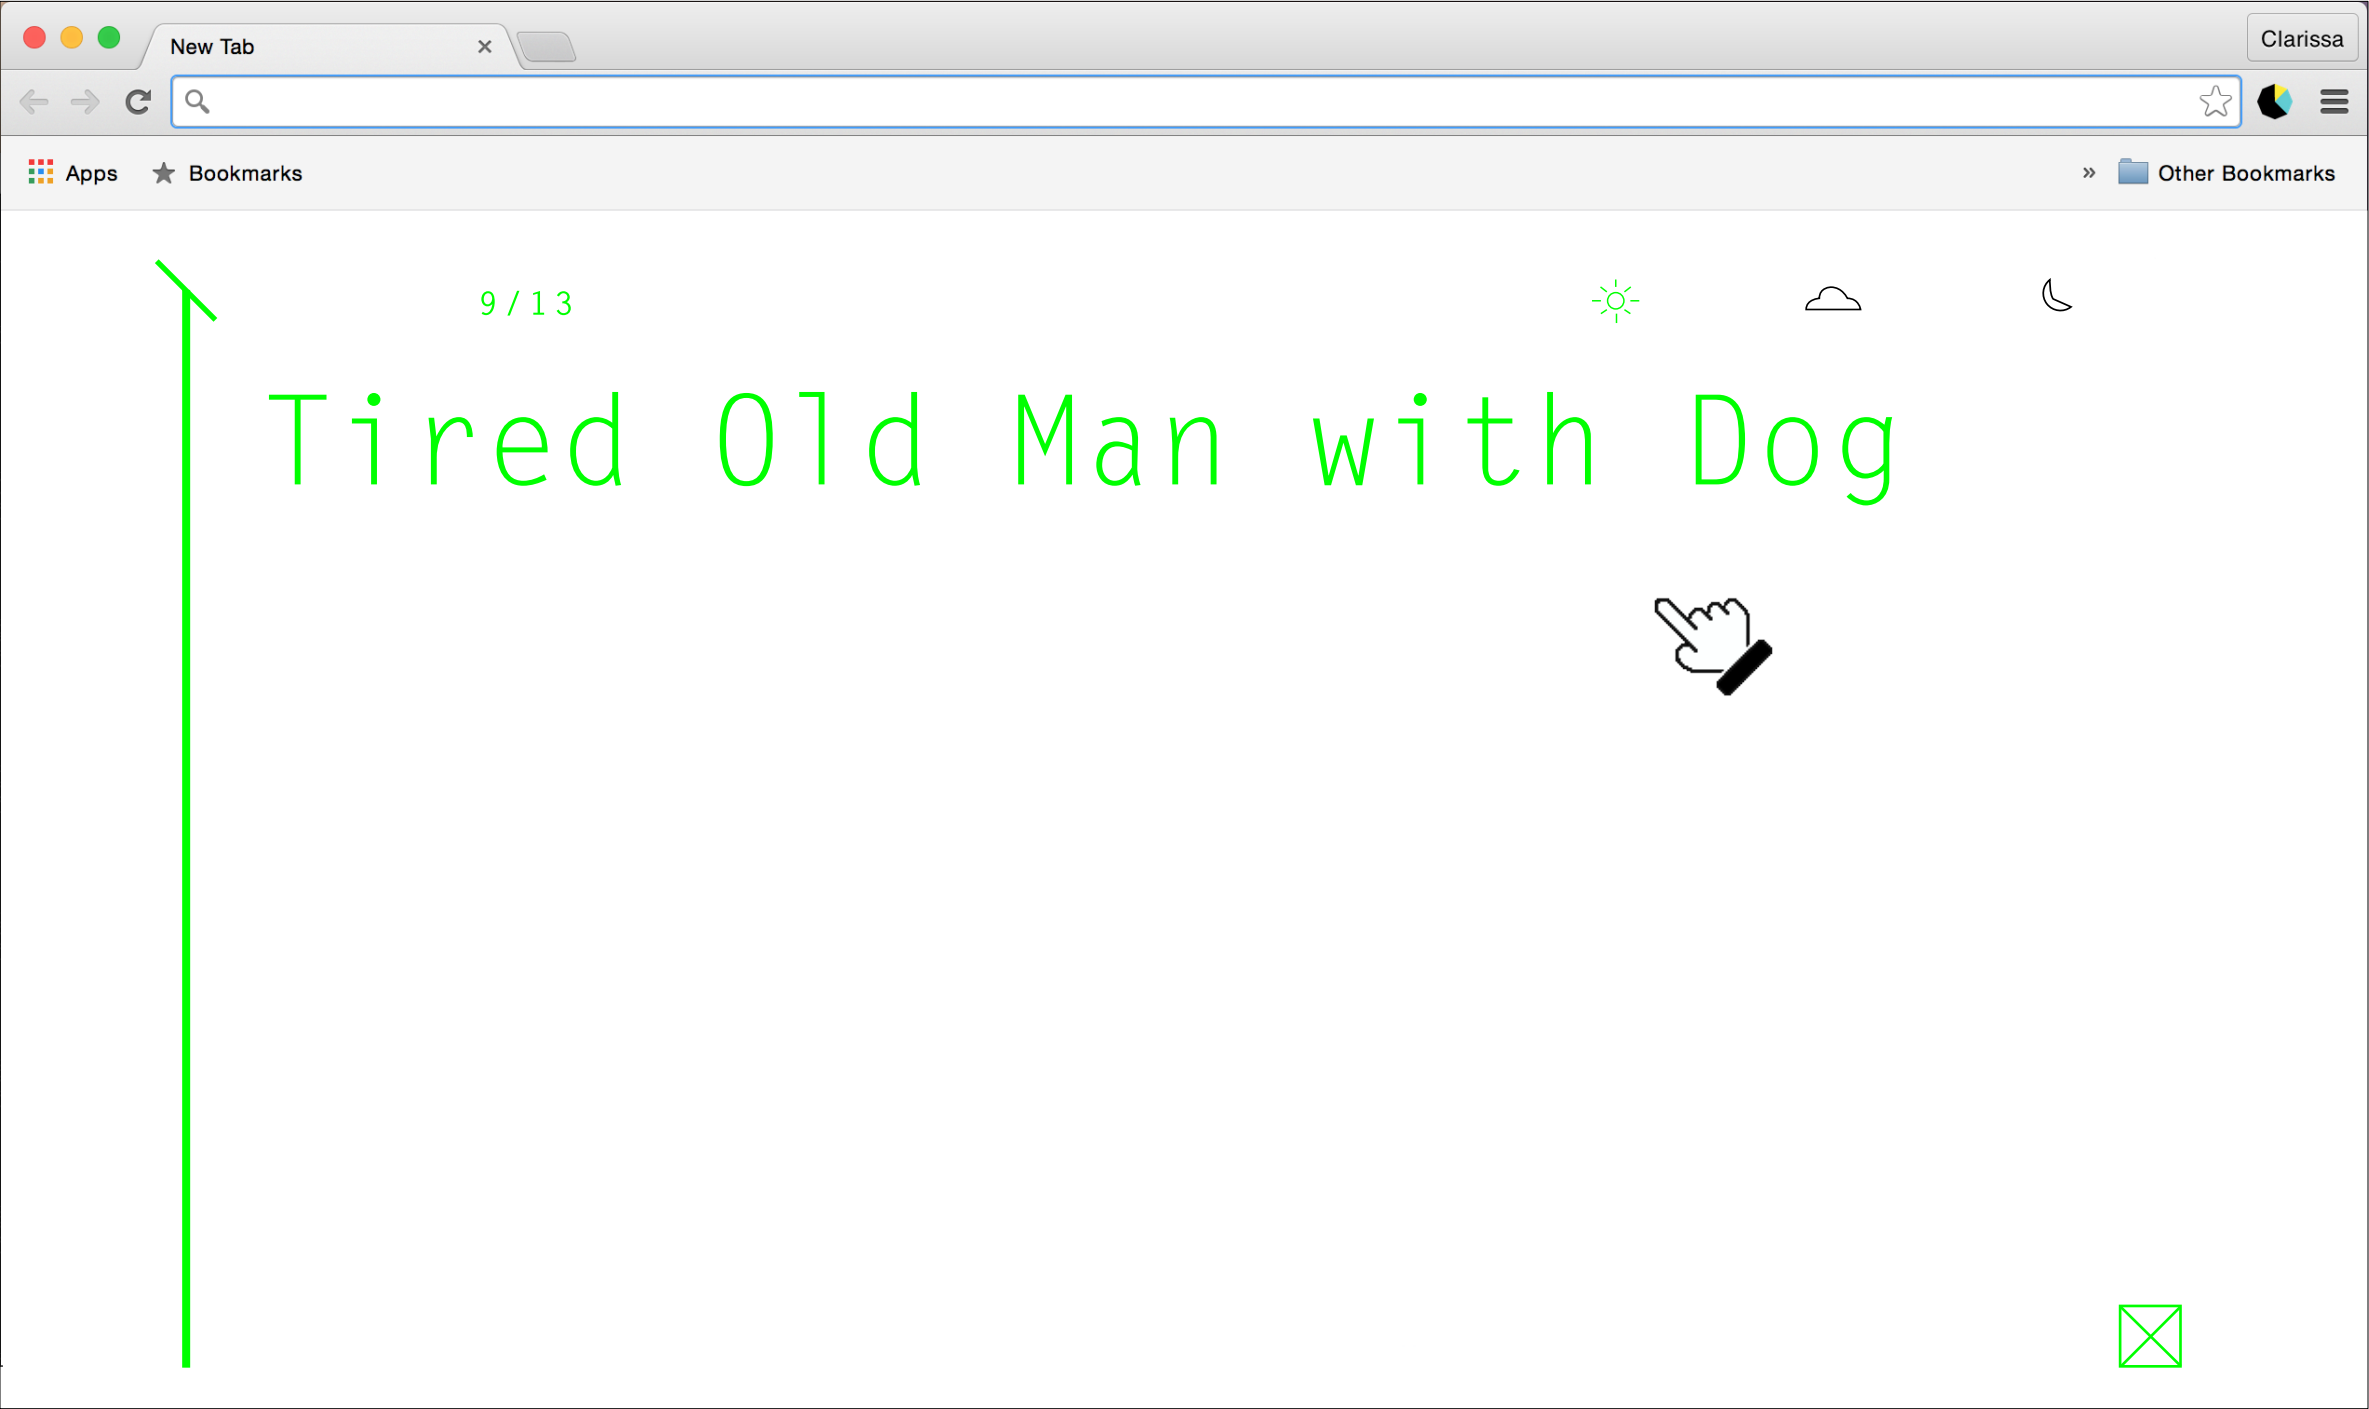 New Tab
Clarissa
Apps
Bookmarks
»
Other Bookmarks
9/13
Tired Old Man with Dog